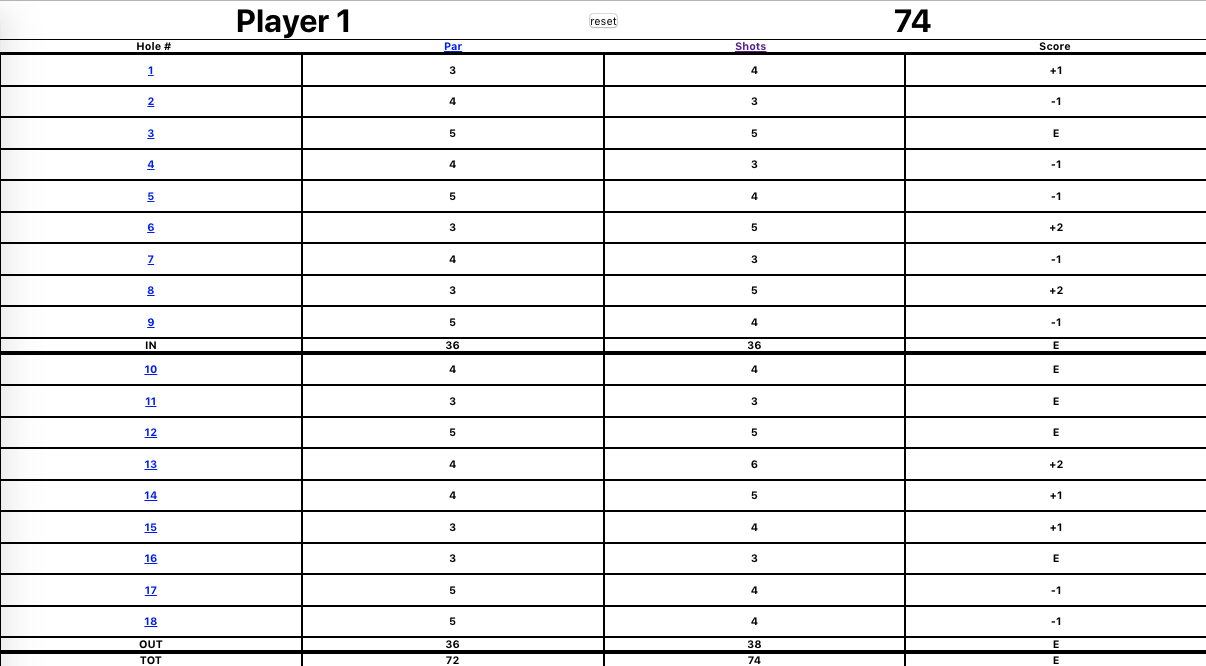 Player 1 reset 74
Hole # Par Shots Score
1 3 4 +1
2 4 3 -1
3 5 5 E
4 4 3 -1
5 5 4 -1
6 3 5 +2
7 4 3 -1
8 3 5 +2
9 5 4 -1
IN 36 36 E
10 4 4 E
11 3 3 E
12 5 5 E
13 4 6 +2
14 4 5 +1
15 3 4 +1
16 3 3 E
17 5 4 -1
18 5 4 -1
OUT 36 38 E
TOT 72 74 E